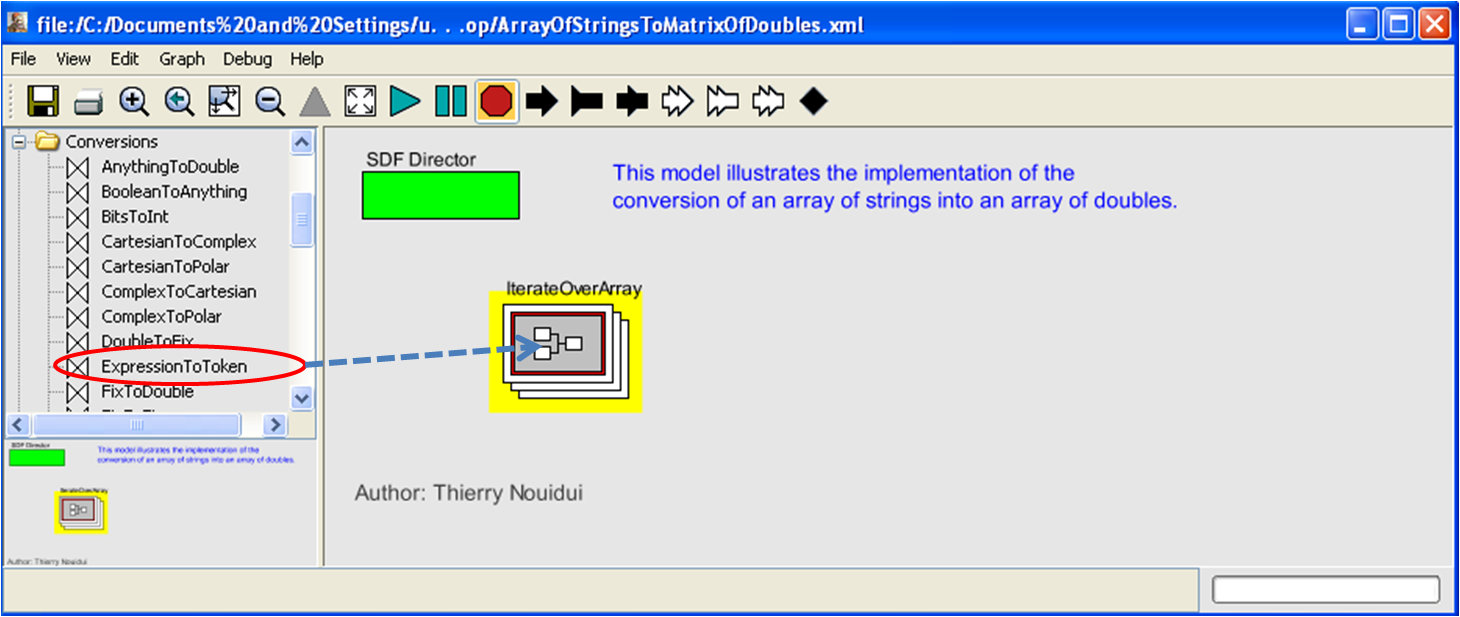 file:/C:/Documents%20and%20Settings/u. . .op/ArrayOfStringsToMatrixOfDoubles.xml
File View Edit Graph Debug Help
Conversions
AnythingToDouble
BooleanToAnything
BitsToInt
CartesianToComplex
CartesianToPolar
ComplexToCartesian
ComplexToPolar
DoubleToFix
ExpressionToToken
FixToDouble
SDF Director
This model illustrates the implementation of the
conversion of an array of strings into an array of doubles.
IterateOverArray
Author: Thierry Nouidui
SDF Director
This model illustrates the implementation of the
conversion of an array of strings into an array of doubles.
IterateOverArray
Author: Thierry Nouidui